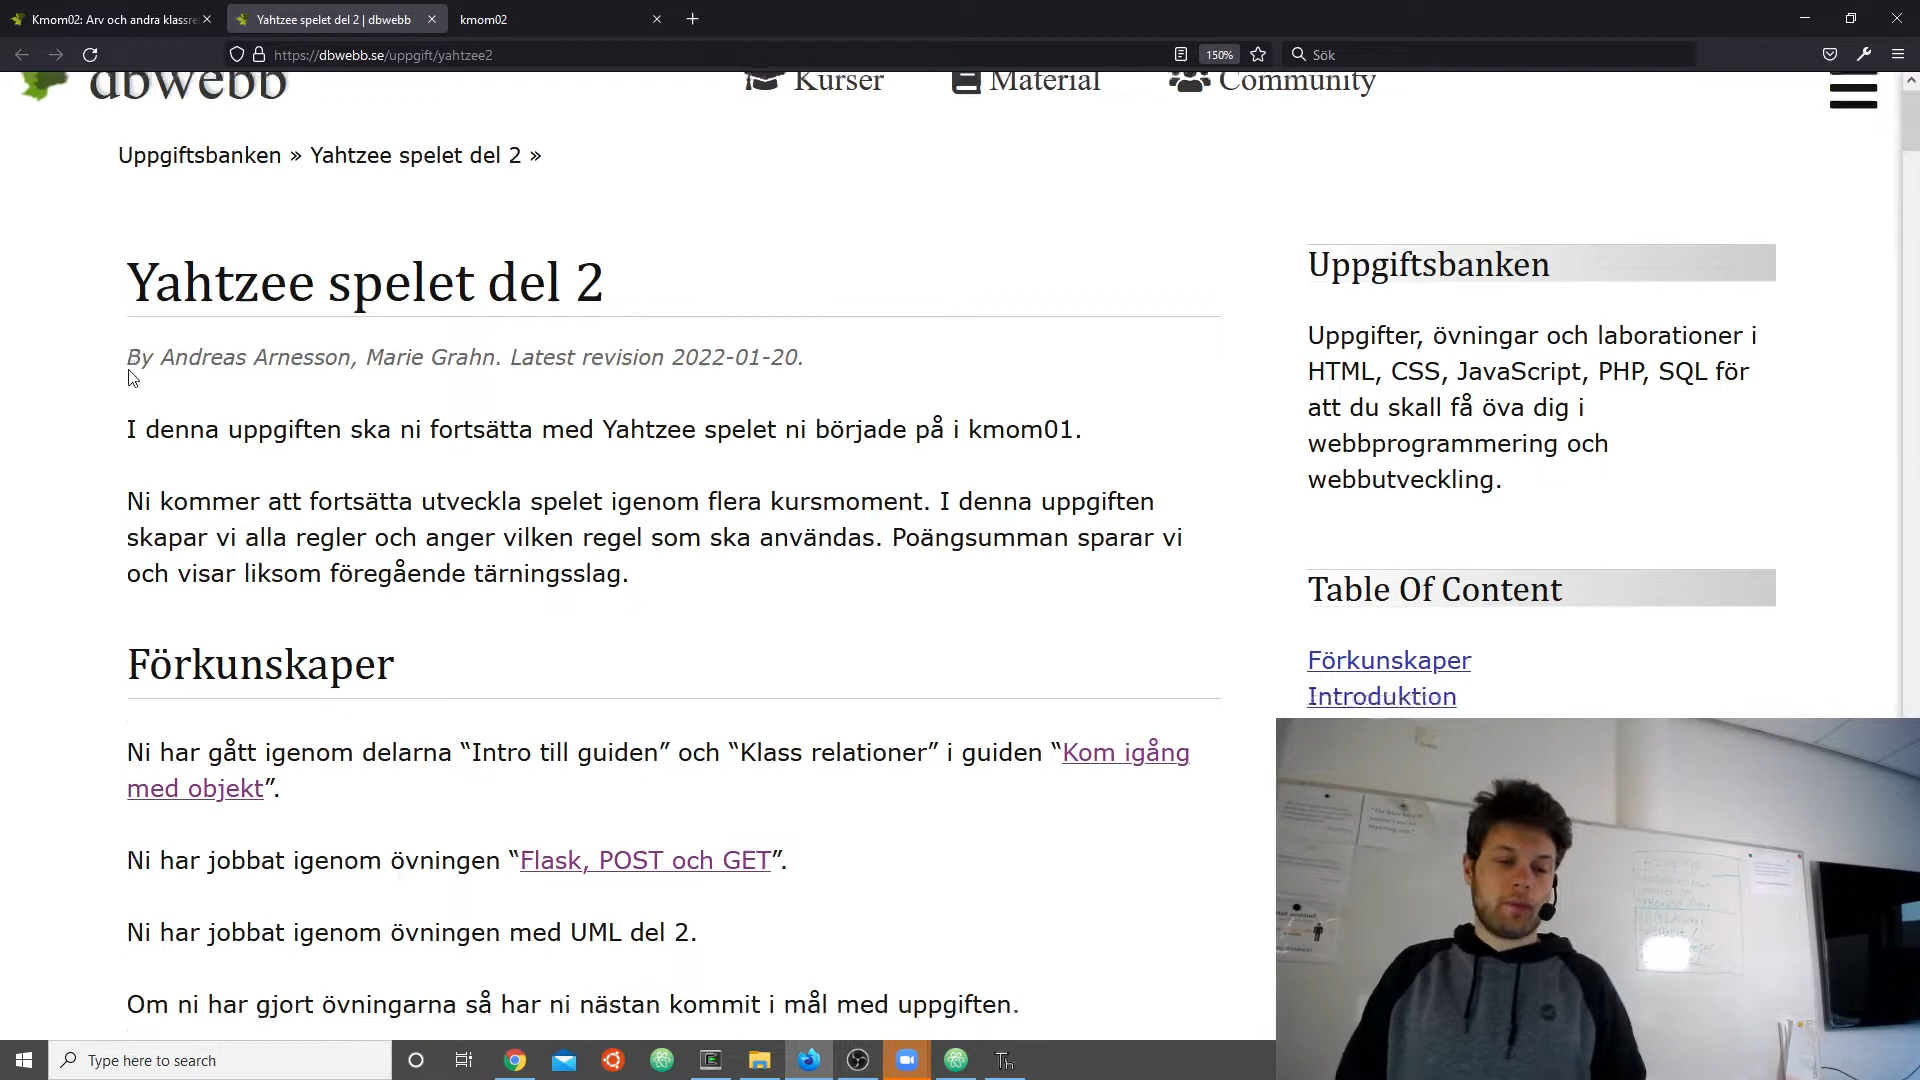 Kmom02: Arv och andra klassre
Yahtzee spelet del 2 | dbwebb
kmom02
https://dbwebb.se/uppgift/yahtzee2
150%
Sök
dbwebb
Kurser
Material
Community
Uppgiftsbanken » Yahtzee spelet del 2 »
Yahtzee spelet del 2
By Andreas Arnesson, Marie Grahn. Latest revision 2022-01-20.
I denna uppgiften ska ni fortsätta med Yahtzee spelet ni började på i kmom01.
Ni kommer att fortsätta utveckla spelet igenom flera kursmoment. I denna uppgiften
skapar vi alla regler och anger vilken regel som ska användas. Poängsumman sparar vi
och visar liksom föregående tärningsslag.
Förkunskaper
Ni har gått igenom delarna “Intro till guiden” och “Klass relationer” i guiden “Kom igång
med objekt”.
Ni har jobbat igenom övningen “Flask, POST och GET”.
Ni har jobbat igenom övningen med UML del 2.
Om ni har gjort övningarna så har ni nästan kommit i mål med uppgiften.
Uppgiftsbanken
Uppgifter, övningar och laborationer i
HTML, CSS, JavaScript, PHP, SQL för
att du skall få öva dig i
webbprogrammering och
webbutveckling.
Table Of Content
Förkunskaper
Introduktion
Type here to search
Th